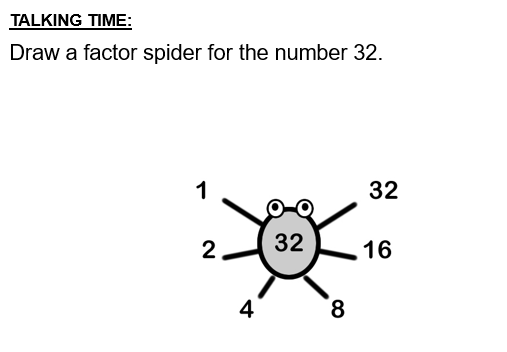 TALKING TIME:
Draw a factor spider for the number 32.
1 32
32
2 16
4 8